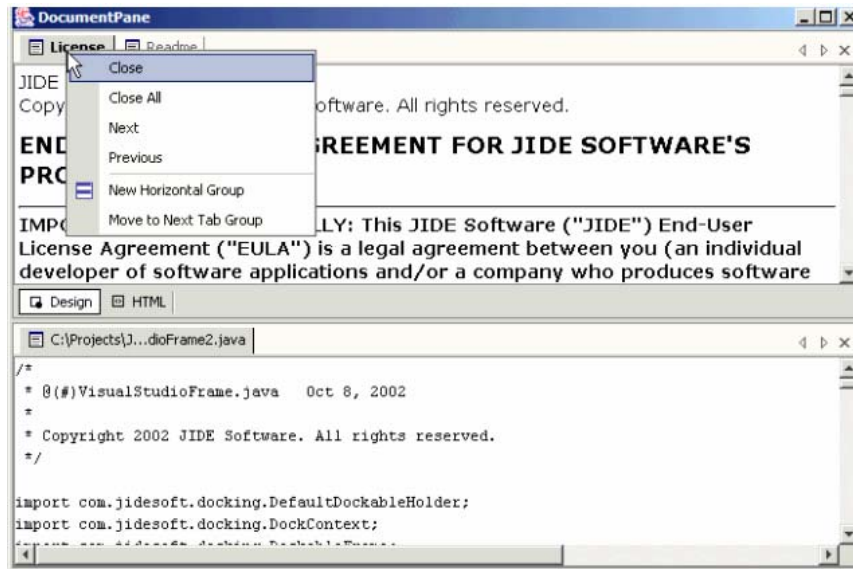 DocumentPane
License Readme
Close
Close All
Next
Previous
New Horizontal Group
Move to Next Tab Group
JIDE
Copy oftware. All rights reserved.
END REEMENT FOR JIDE SOFTWARE'S
PRO
IMPO LLY: This JIDE Software ("JIDE") End-User
License Agreement ("EULA") is a legal agreement between you (an individual
developer of software applications and/or a company who produces software
Design HTML
C:\Projects\J...dioFrame2.java
/*
* @(#)VisualStudioFrame.java Oct 8, 2002
*
* Copyright 2002 JIDE Software. All rights reserved.
*/
import com.jidesoft.docking.DefaultDockableHolder;
import com.jidesoft.docking.DockContext;